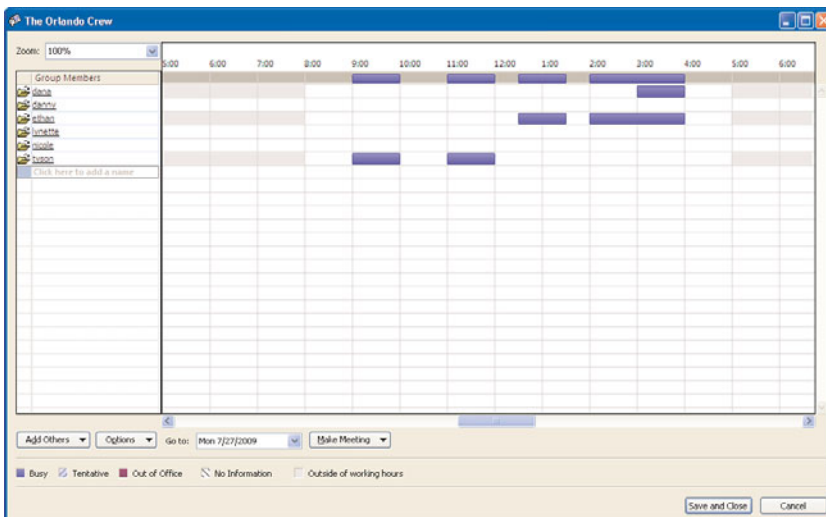 The Orlando Crew
Zoom: 100%
5:00 6:00 7:00 8:00 9:00 10:00 11:00 12:00 1:00 2:00 3:00 4:00 5:00 6:00
Group Members
dana
danny
ethan
lynette
nicole
tyson
Click here to add a name
Add Others Options Go to: Mon 7/27/2009 Make Meeting
Busy Tentative Out of Office No Information Outside of working hours
Save and Close Cancel